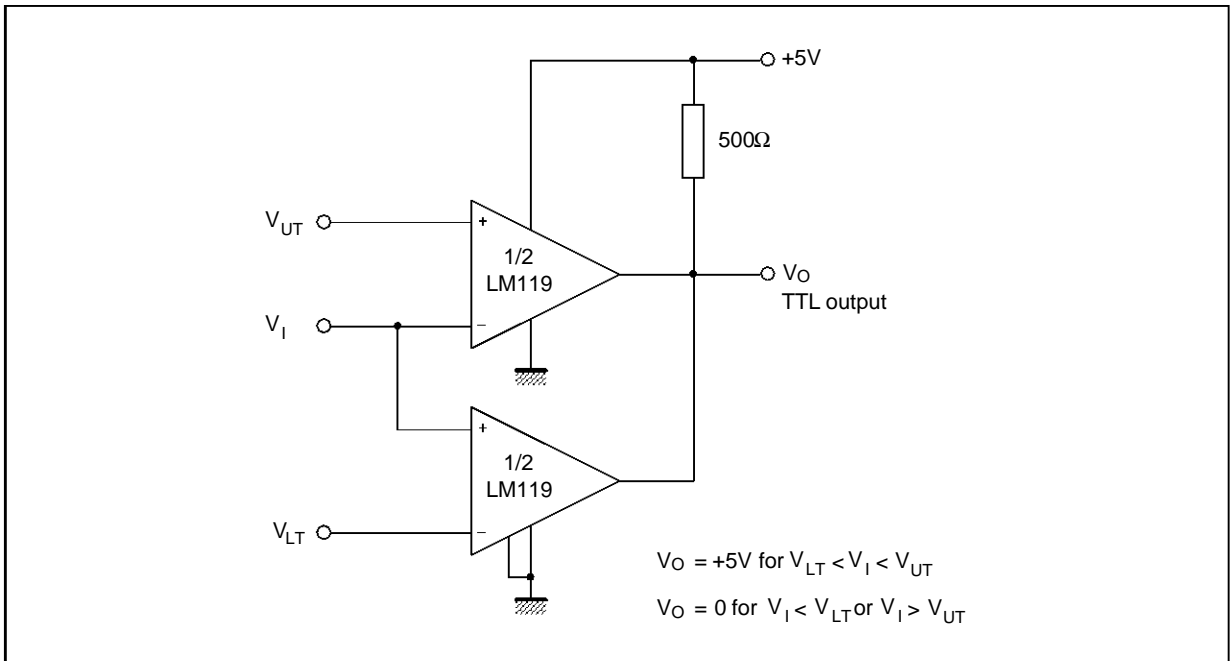 +5V
500Ω
V_UT
+
1/2
LM119
V_O
TTL output
V_I
−
+
1/2
LM119
V_LT
−
V_O = +5V for V_LT < V_I < V_UT
V_O = 0 for V_I < V_LT or V_I > V_UT